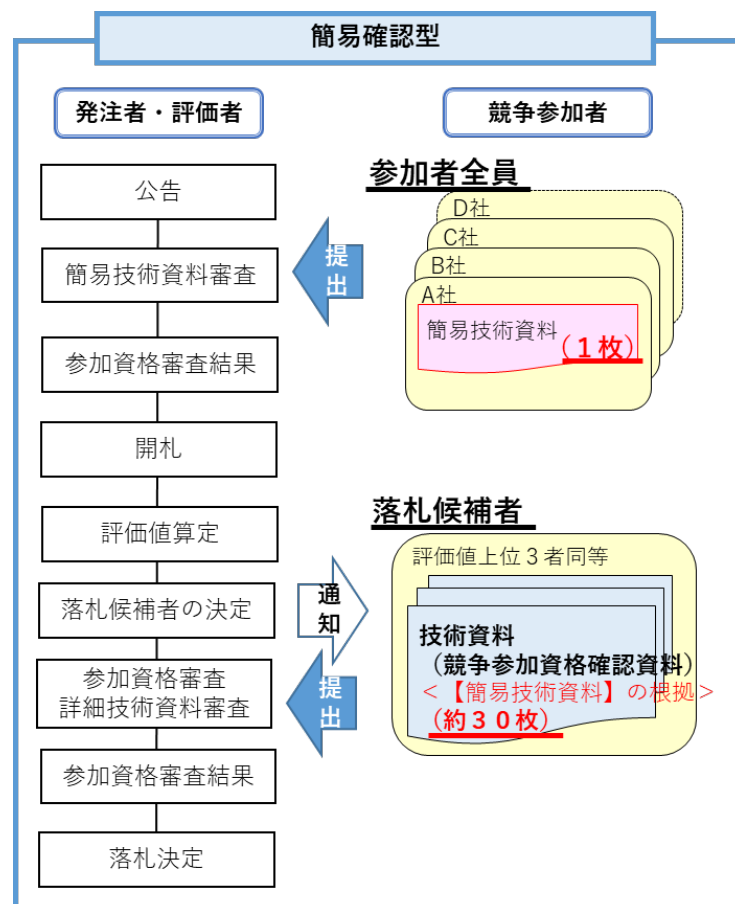 簡易確認型
発注者・評価者
競争参加者
公告
簡易技術資料審査
参加資格審査結果
開札
評価値算定
落札候補者の決定
参加資格審査
詳細技術資料審査
参加資格審査結果
落札決定
参加者全員
D社
C社
B社
A社
簡易技術資料
(１枚)
提出
落札候補者
評価値上位３者同等
技術資料
(競争参加資格確認資料)
＜【簡易技術資料】の根拠＞
(約３０枚)
通知
提出